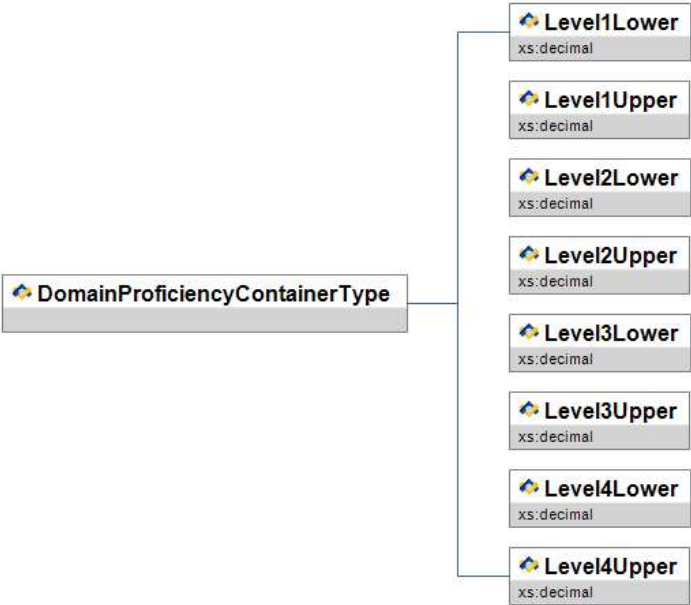 Level1Lower
xs:decimal
Level1Upper
xs:decimal
Level2Lower
xs:decimal
Level2Upper
xs:decimal
DomainProficiencyContainerType
Level3Lower
xs:decimal
Level3Upper
xs:decimal
Level4Lower
xs:decimal
Level4Upper
xs:decimal